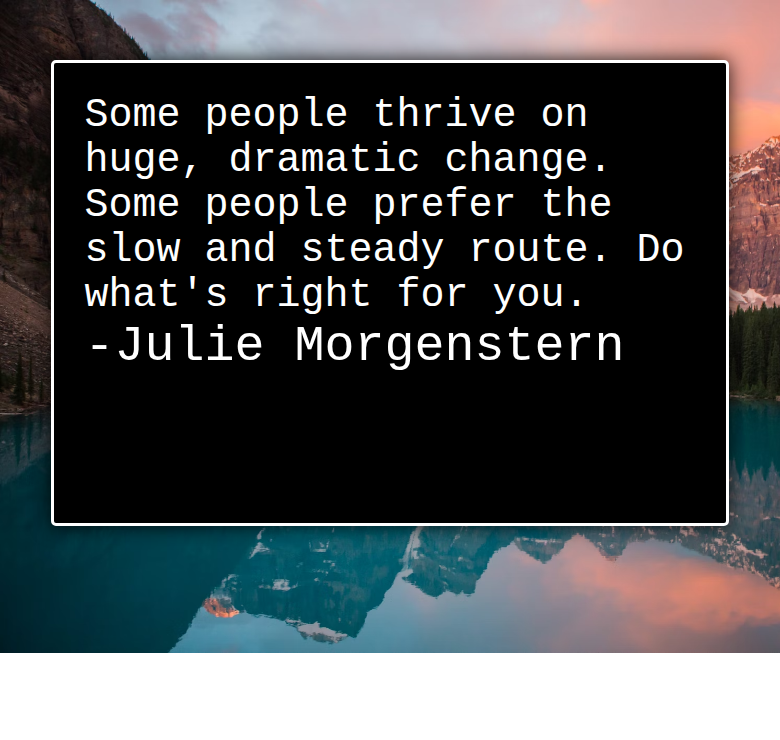 Some people thrive on
huge, dramatic change.
Some people prefer the
slow and steady route. Do
what's right for you.
-Julie Morgenstern